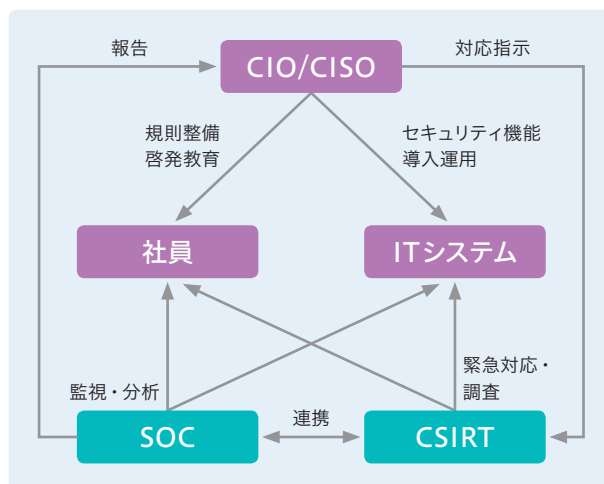 報告
CIO/CISO
対応指示
規則整備
啓発教育
セキュリティ機能
導入運用
社員
ITシステム
監視・分析
緊急対応・
調査
SOC
連携
CSIRT